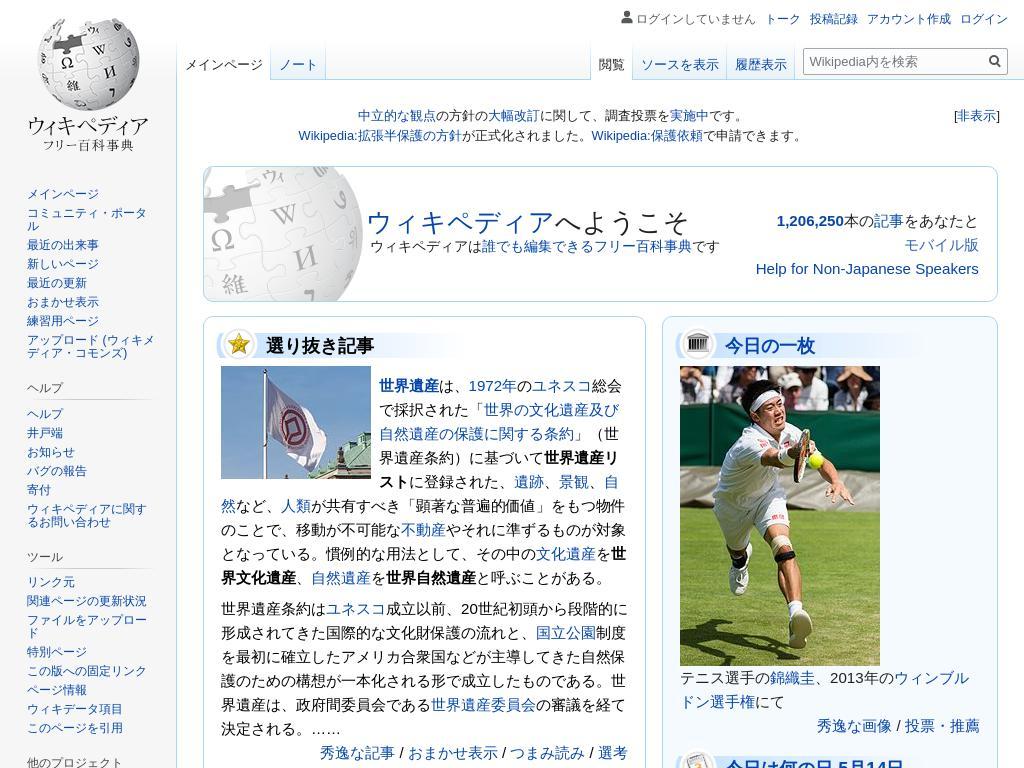 ログインしていません トーク 投稿記録 アカウント作成 ログイン
メインページ ノート 閲覧 ソースを表示 履歴表示 Wikipedia内を検索
ウィキペディア
フリー百科事典
中立的な観点の方針の大幅改訂に関して、調査投票を実施中です。
[非表示]
Wikipedia:拡張半保護の方針が正式化されました。Wikipedia:保護依頼で申請できます。
メインページ
コミュニティ・ポータ
ル
最近の出来事
新しいページ
最近の更新
おまかせ表示
練習用ページ
アップロード (ウィキメ
ディア・コモンズ)
ヘルプ
ヘルプ
井戸端
お知らせ
バグの報告
寄付
ウィキペディアに関す
るお問い合わせ
ツール
リンク元
関連ページの更新状況
ファイルをアップロー
ド
特別ページ
この版への固定リンク
ページ情報
ウィキデータ項目
このページを引用
他のプロジェクト
ウィキペディアへようこそ
ウィキペディアは誰でも編集できるフリー百科事典です
1,206,250本の記事をあなたと
モバイル版
Help for Non-Japanese Speakers
選り抜き記事
世界遺産は、1972年のユネスコ総会
で採択された「世界の文化遺産及び
自然遺産の保護に関する条約」（世
界遺産条約）に基づいて世界遺産リ
ストに登録された、遺跡、景観、自
然など、人類が共有すべき「顕著な普遍的価値」をもつ物件
のことで、移動が不可能な不動産やそれに準ずるものが対象
となっている。慣例的な用法として、その中の文化遺産を世
界文化遺産、自然遺産を世界自然遺産と呼ぶことがある。
世界遺産条約はユネスコ成立以前、20世紀初頭から段階的に
形成されてきた国際的な文化財保護の流れと、国立公園制度
を最初に確立したアメリカ合衆国などが主導してきた自然保
護のための構想が一本化される形で成立したものである。世
界遺産は、政府間委員会である世界遺産委員会の審議を経て
決定される。……
秀逸な記事 / おまかせ表示 / つまみ読み / 選考
今日の一枚
テニス選手の錦織圭、2013年のウィンブル
ドン選手権にて
秀逸な画像 / 投票・推薦
今日は何の日 5月14日